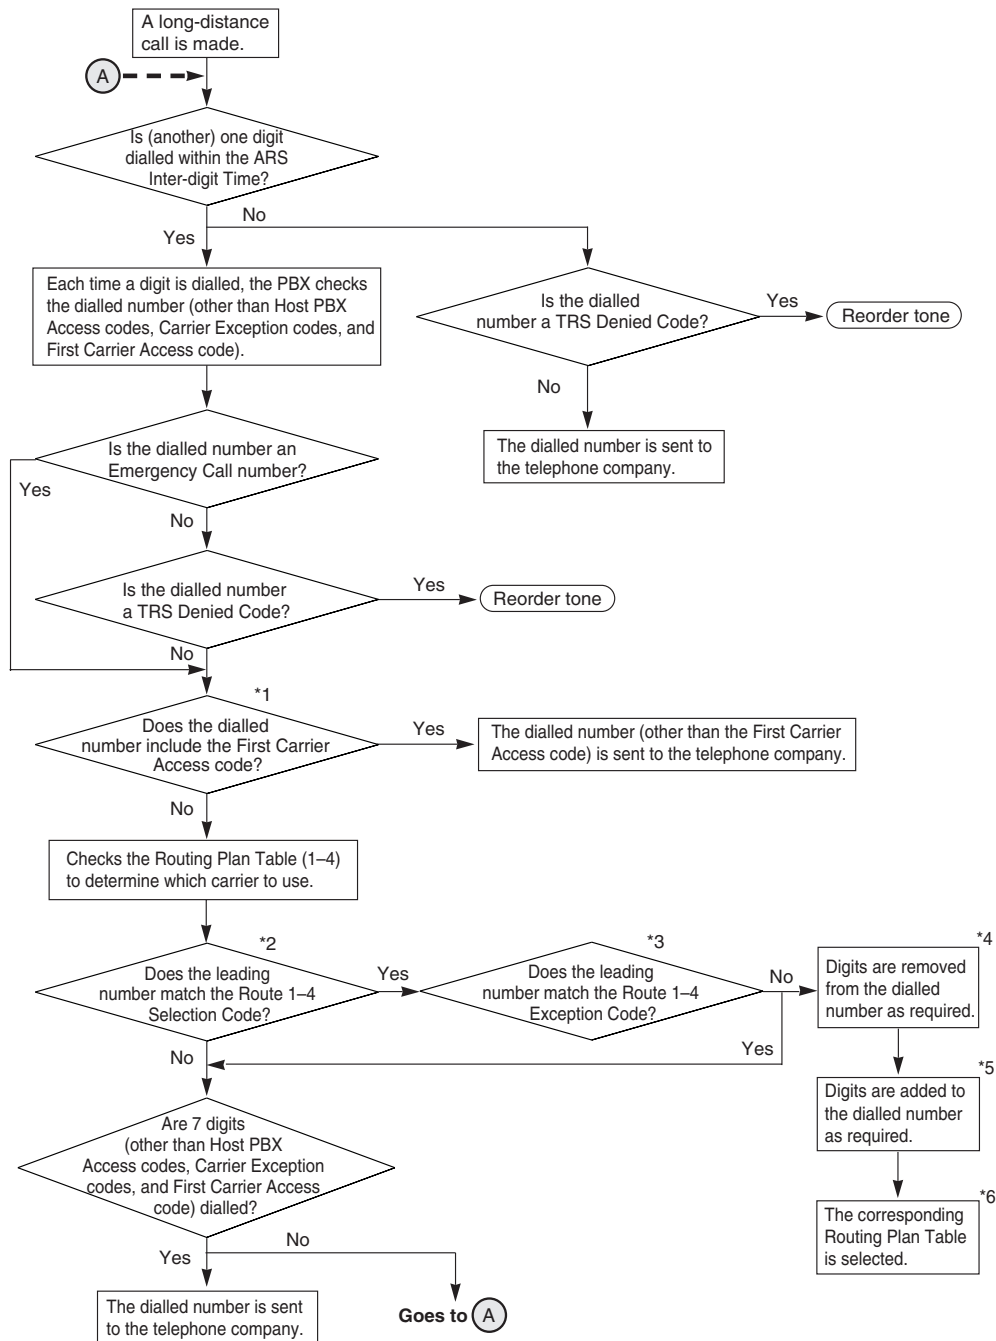 A long-distance
call is made.
A
Is (another) one digit
dialled within the ARS
Inter-digit Time?
No
Yes
Each time a digit is dialled, the PBX checks
the dialled number (other than Host PBX
Access codes, Carrier Exception codes, and
First Carrier Access code).
Is the dialled
number a TRS Denied Code?
Yes
Reorder tone
No
The dialled number is sent to
the telephone company.
Is the dialled number an
Emergency Call number?
Yes
No
Is the dialled number
a TRS Denied Code?
Yes
Reorder tone
No
*1
Does the dialled
number include the First Carrier
Access code?
Yes
The dialled number (other than the First Carrier
Access code) is sent to the telephone company.
No
Checks the Routing Plan Table (1–4)
to determine which carrier to use.
*2
Does the leading
number match the Route 1–4
Selection Code?
Yes
*3
Does the leading
number match the Route 1–4
Exception Code?
No
*4
Digits are removed
from the dialled
number as required.
Yes
No
*5
Digits are added to
the dialled number
as required.
Are 7 digits
(other than Host PBX
Access codes, Carrier Exception
codes, and First Carrier Access
code) dialled?
*6
The corresponding
Routing Plan Table
is selected.
Yes
No
The dialled number is sent
to the telephone company.
Goes to A